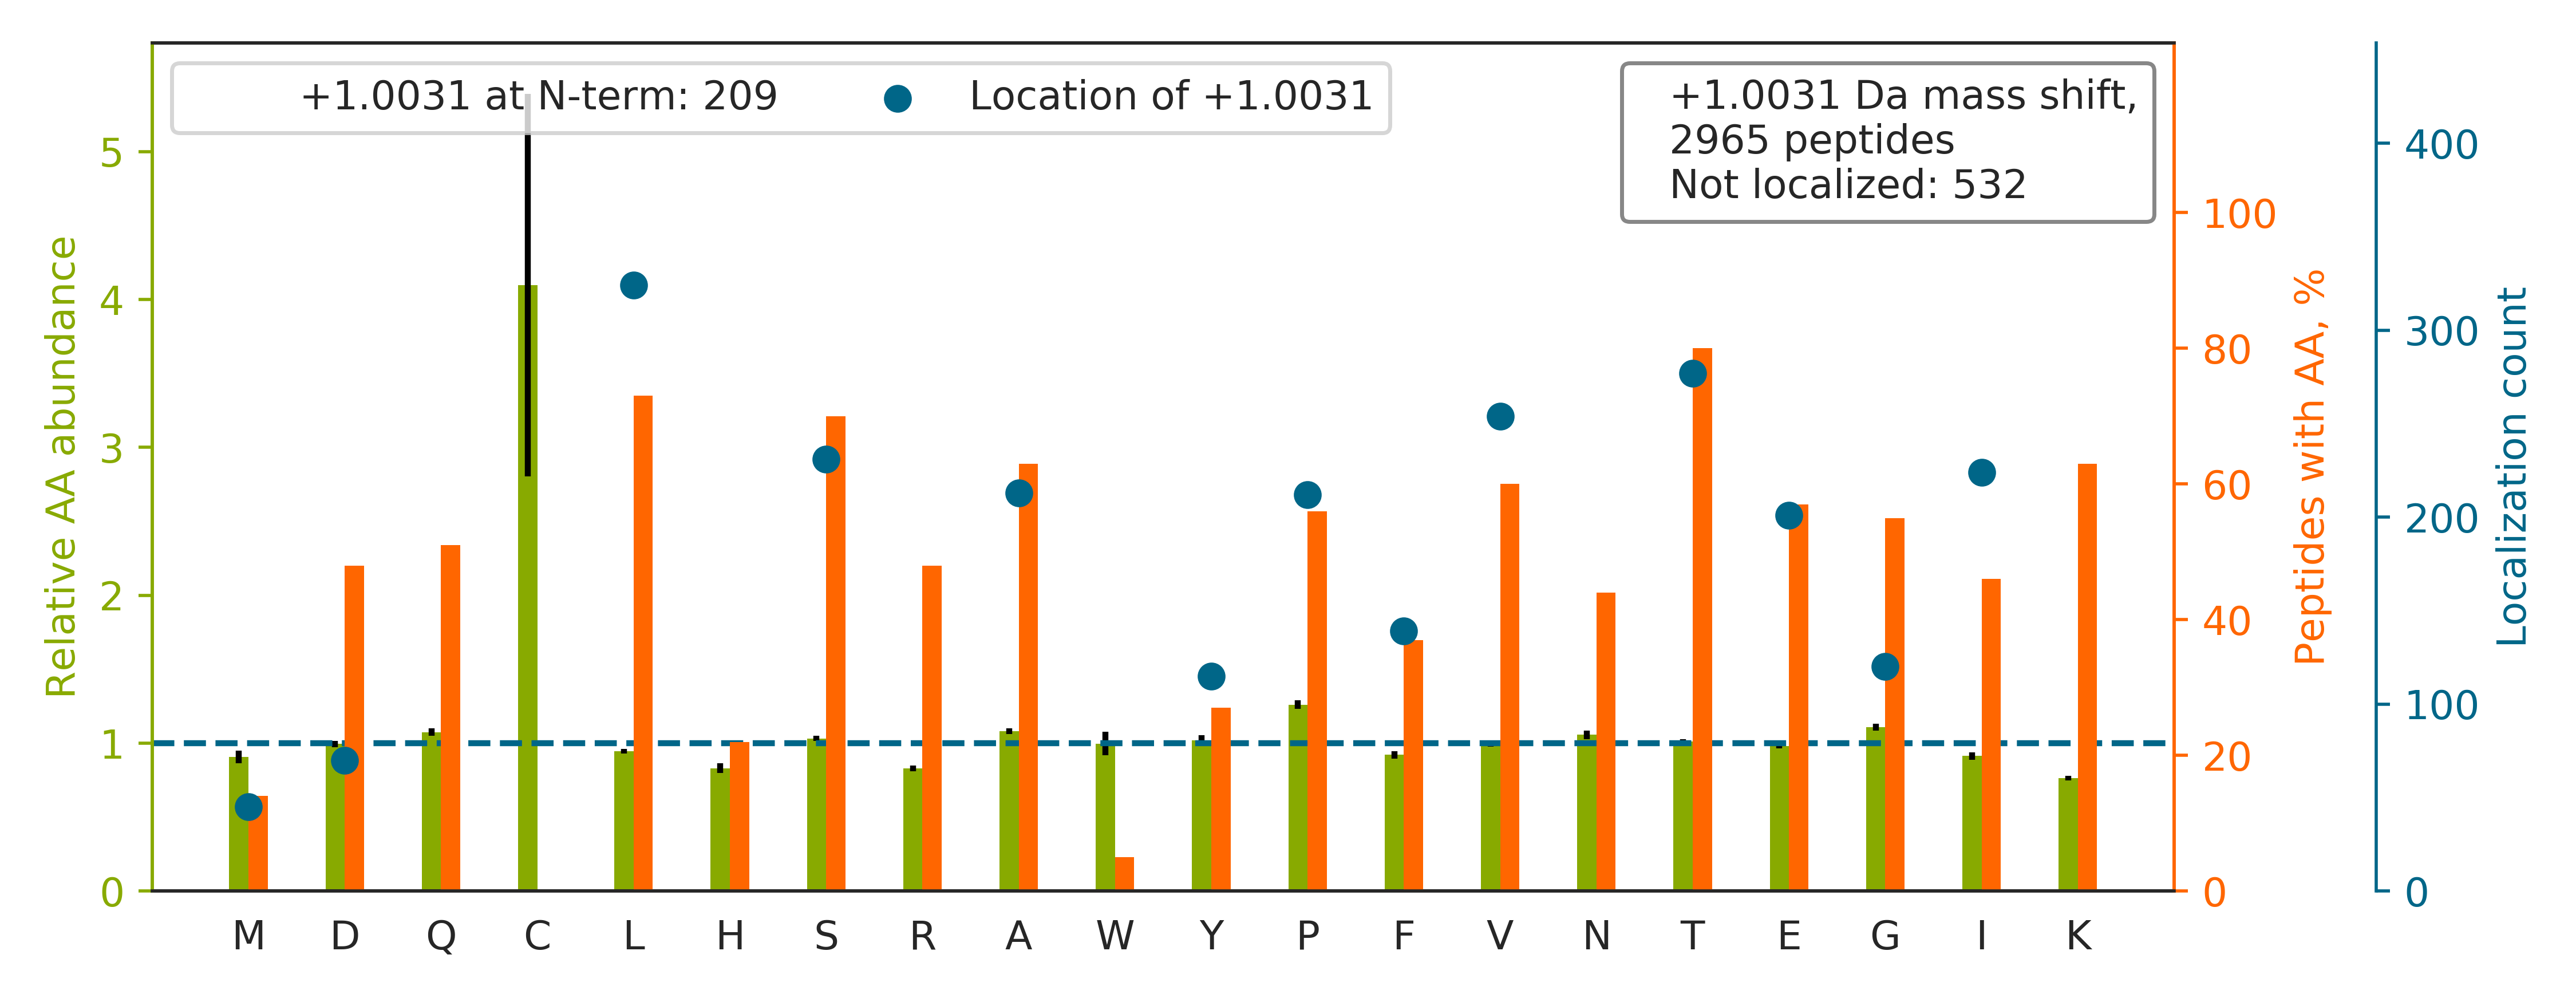 +1.0031 at N-term: 209
Location of +1.0031
+1.0031 Da mass shift,
2965 peptides
Not localized: 532
Relative AA abundance
5
4
3
2
1
0
M D Q C L H S R A W Y P F V N T E G I K
100
80
60
40
20
0
Peptides with AA, %
400
300
200
100
0
Localization count